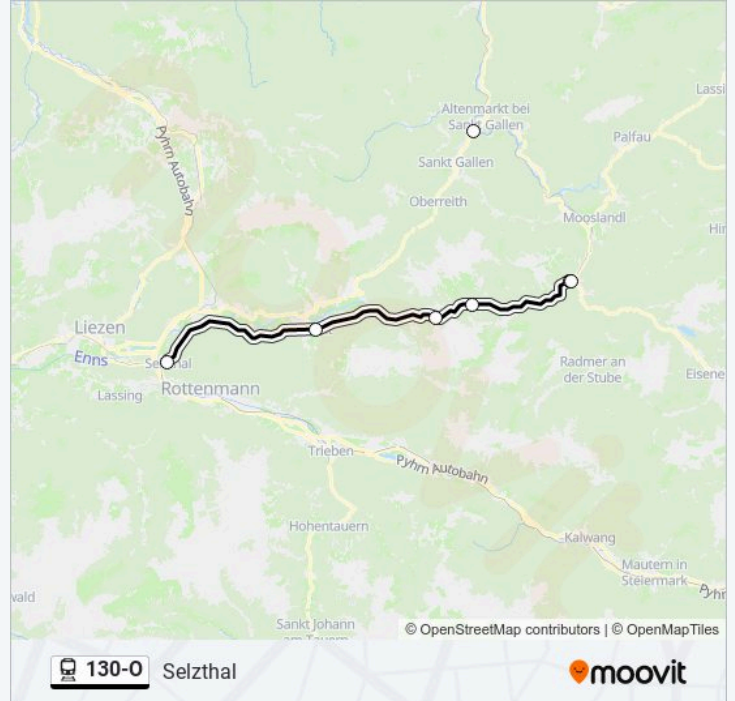 Lassi
Altenmarkt bei
Sankt Gallen
Palfau
Pyhrn Autobahn
Sankt Gallen
Oberreith
Mooslandl
Hir
Liezen
Enns
Radmer an
der Stube
Eisene
Lassing
Rottenmann
Trieben
Pyhrn Autobahn
Hohentauern
Kalwang
Mautern in
Steiermark
wald
Pyhr
Sankt Johann
am Tauern
© OpenStreetMap contributors | © OpenMapTiles
130-O Selzthal
moovit